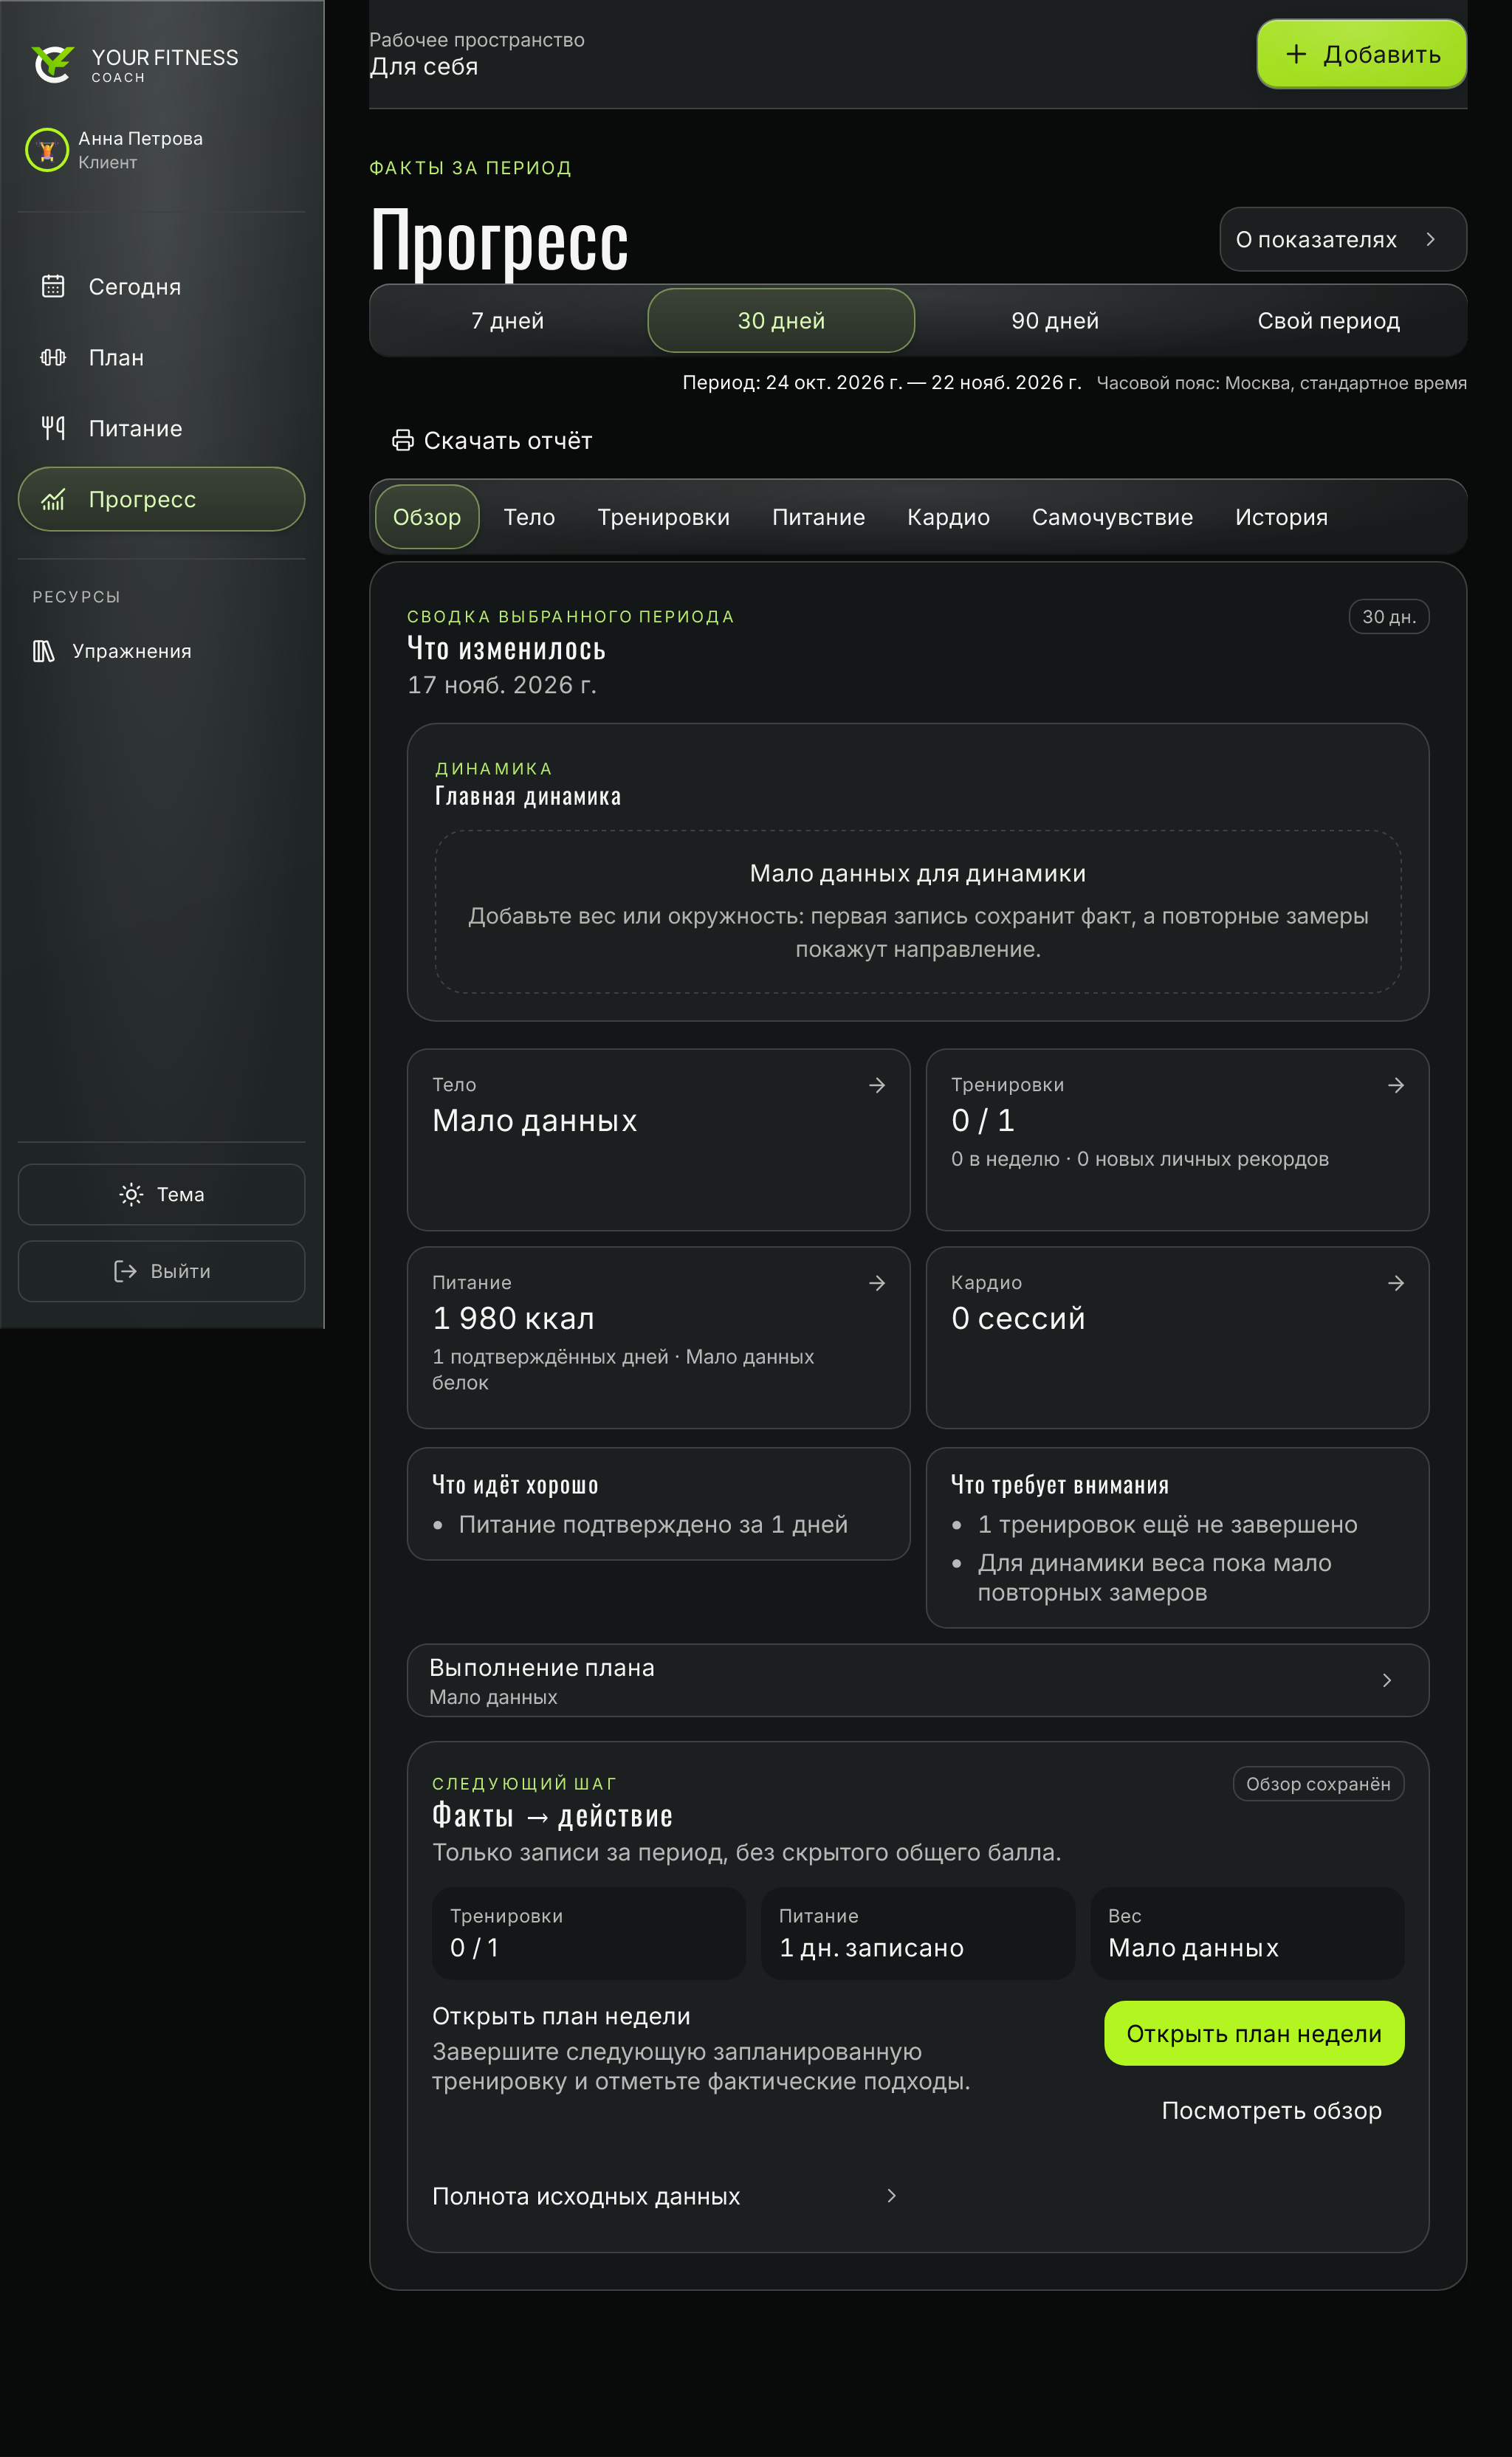 YOUR FITNESS
COACH
Анна Петрова
Клиент
Сегодня
План
Питание
Прогресс
РЕСУРСЫ
Упражнения
Тема
Выйти
Рабочее пространство
Для себя
Добавить
ФАКТЫ ЗА ПЕРИОД
Прогресс
О показателях
7 дней
30 дней
90 дней
Свой период
Период: 24 окт. 2026 г. — 22 нояб. 2026 г.
Часовой пояс: Москва, стандартное время
Скачать отчёт
Обзор
Тело
Тренировки
Питание
Кардио
Самочувствие
История
СВОДКА ВЫБРАННОГО ПЕРИОДА
30 дн.
Что изменилось
17 нояб. 2026 г.
ДИНАМИКА
Главная динамика
Мало данных для динамики
Добавьте вес или окружность: первая запись сохранит факт, а повторные замеры
покажут направление.
Тело
Мало данных
Тренировки
0 / 1
0 в неделю · 0 новых личных рекордов
Питание
1 980 ккал
1 подтверждённых дней · Мало данных
белок
Кардио
0 сессий
Что идёт хорошо
• Питание подтверждено за 1 дней
Что требует внимания
• 1 тренировок ещё не завершено
• Для динамики веса пока мало
повторных замеров
Выполнение плана
Мало данных
СЛЕДУЮЩИЙ ШАГ
Обзор сохранён
Факты → действие
Только записи за период, без скрытого общего балла.
Тренировки
0 / 1
Питание
1 дн. записано
Вес
Мало данных
Открыть план недели
Завершите следующую запланированную
тренировку и отметьте фактические подходы.
Открыть план недели
Посмотреть обзор
Полнота исходных данных